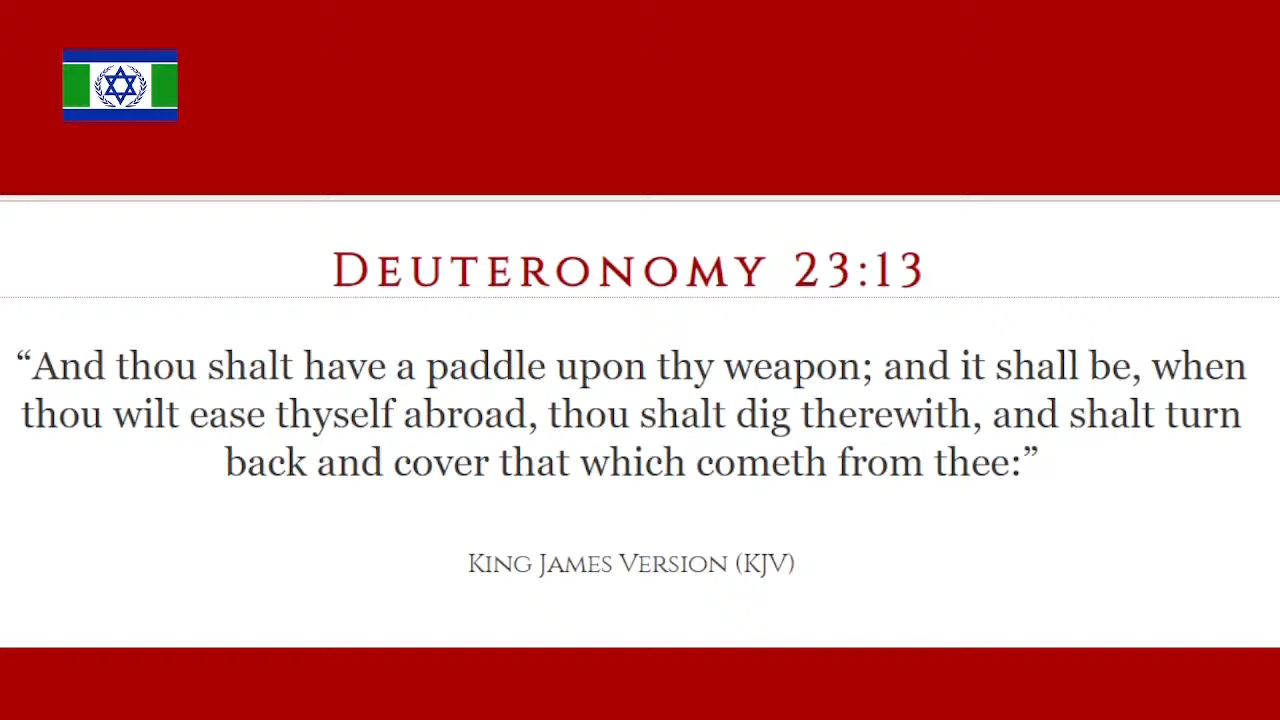 Deuteronomy 23:13
“And thou shalt have a paddle upon thy weapon; and it shall be, when
thou wilt ease thyself abroad, thou shalt dig therewith, and shalt turn
back and cover that which cometh from thee:”
King James Version (KJV)